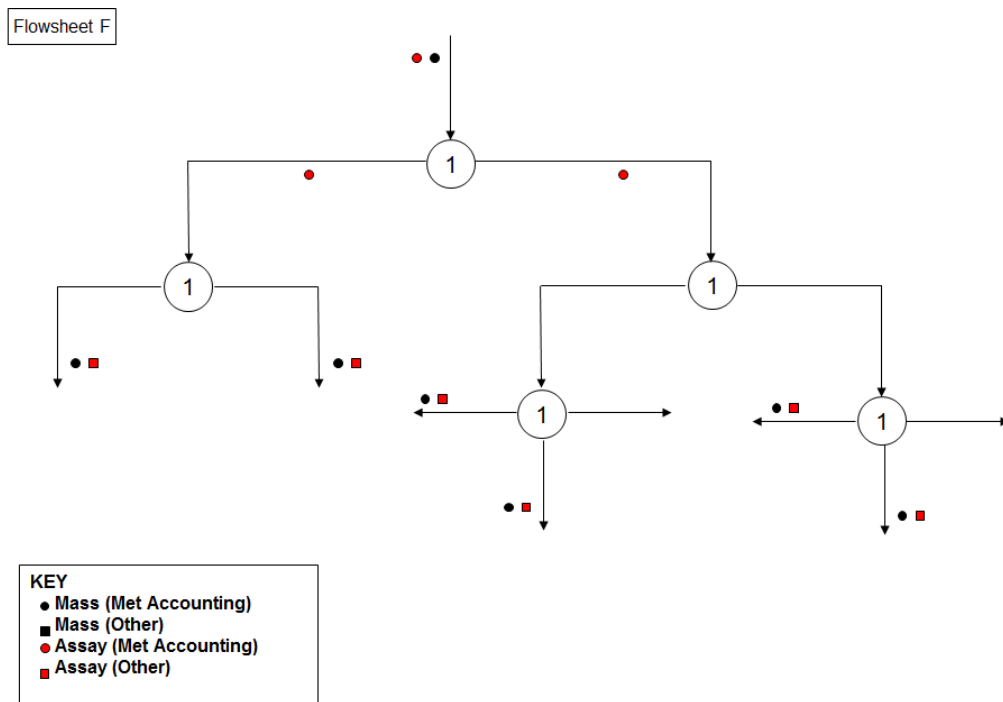 Flowsheet F
1
1
1
1
1
KEY
Mass (Met Accounting)
Mass (Other)
Assay (Met Accounting)
Assay (Other)